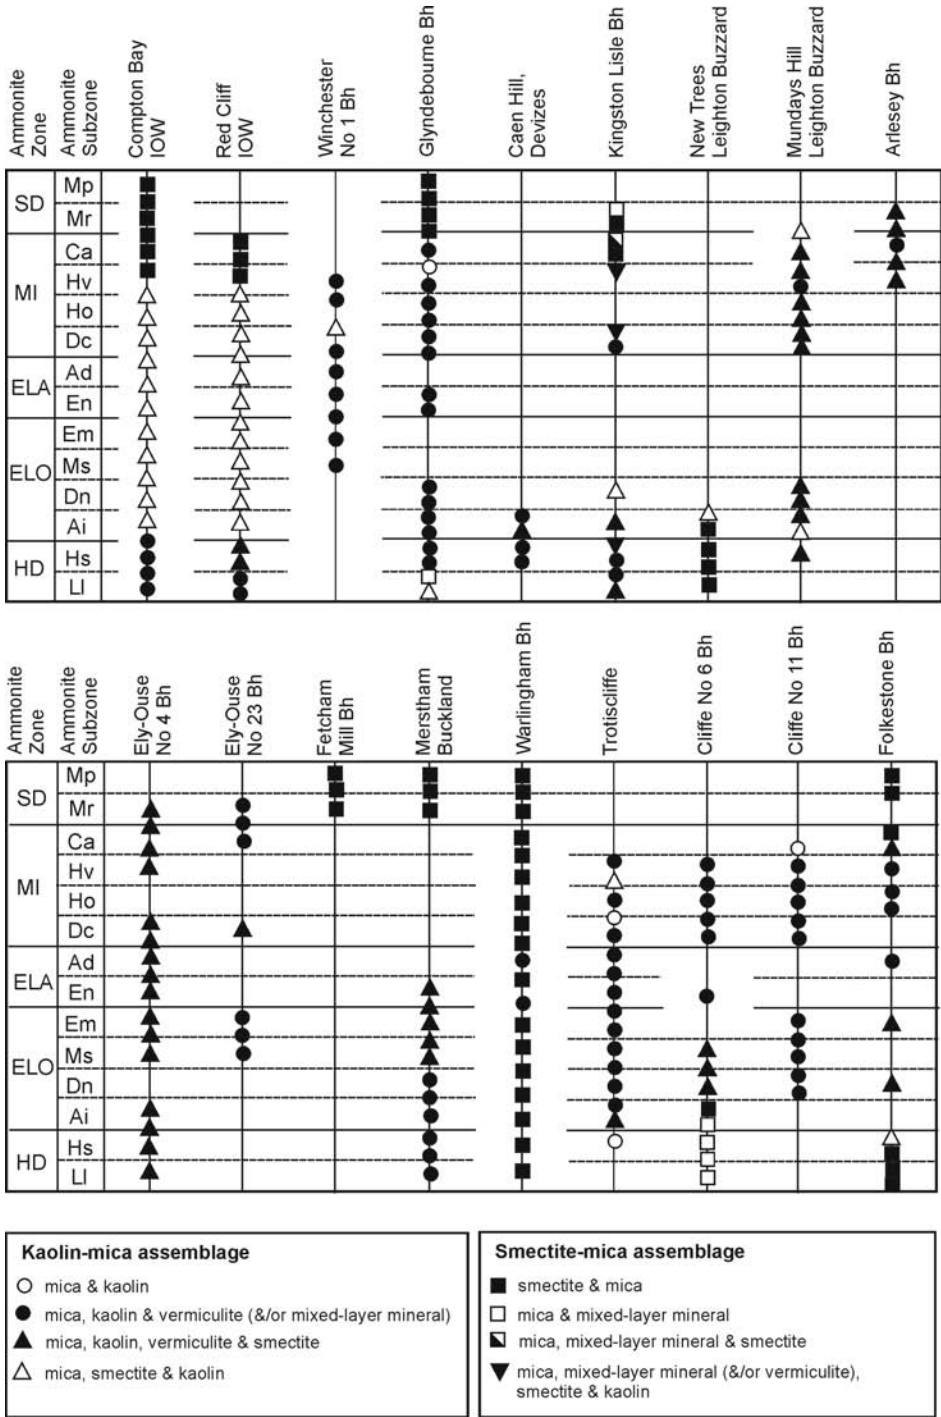 Ammonite
Zone
Ammonite
Subzone
Compton Bay
IOW
Red Cliff
IOW
Winchester
No 1 Bh
Glyndebourne Bh
Caen Hill,
Devizes
Kingston Lisle Bh
New Trees
Leighton Buzzard
Mundays Hill
Leighton Buzzard
Arlesey Bh
SD
Mp
Mr
MI
Ca
Hv
Ho
Dc
ELA
Ad
En
ELO
Em
Ms
Dn
Ai
HD
Hs
Ll
Ammonite
Zone
Ammonite
Subzone
Ely-Ouse
No 4 Bh
Ely-Ouse
No 23 Bh
Fetcham
Mill Bh
Merstham
Buckland
Warlingham Bh
Trotiscliffe
Cliffe No 6 Bh
Cliffe No 11 Bh
Folkestone Bh
SD
Mp
Mr
MI
Ca
Hv
Ho
Dc
ELA
Ad
En
ELO
Em
Ms
Dn
Ai
HD
Hs
Ll
Kaolin-mica assemblage
mica & kaolin
mica, kaolin & vermiculite (&/or mixed-layer mineral)
mica, kaolin, vermiculite & smectite
mica, smectite & kaolin
Smectite-mica assemblage
smectite & mica
mica & mixed-layer mineral
mica, mixed-layer mineral & smectite
mica, mixed-layer mineral (&/or vermiculite),
smectite & kaolin